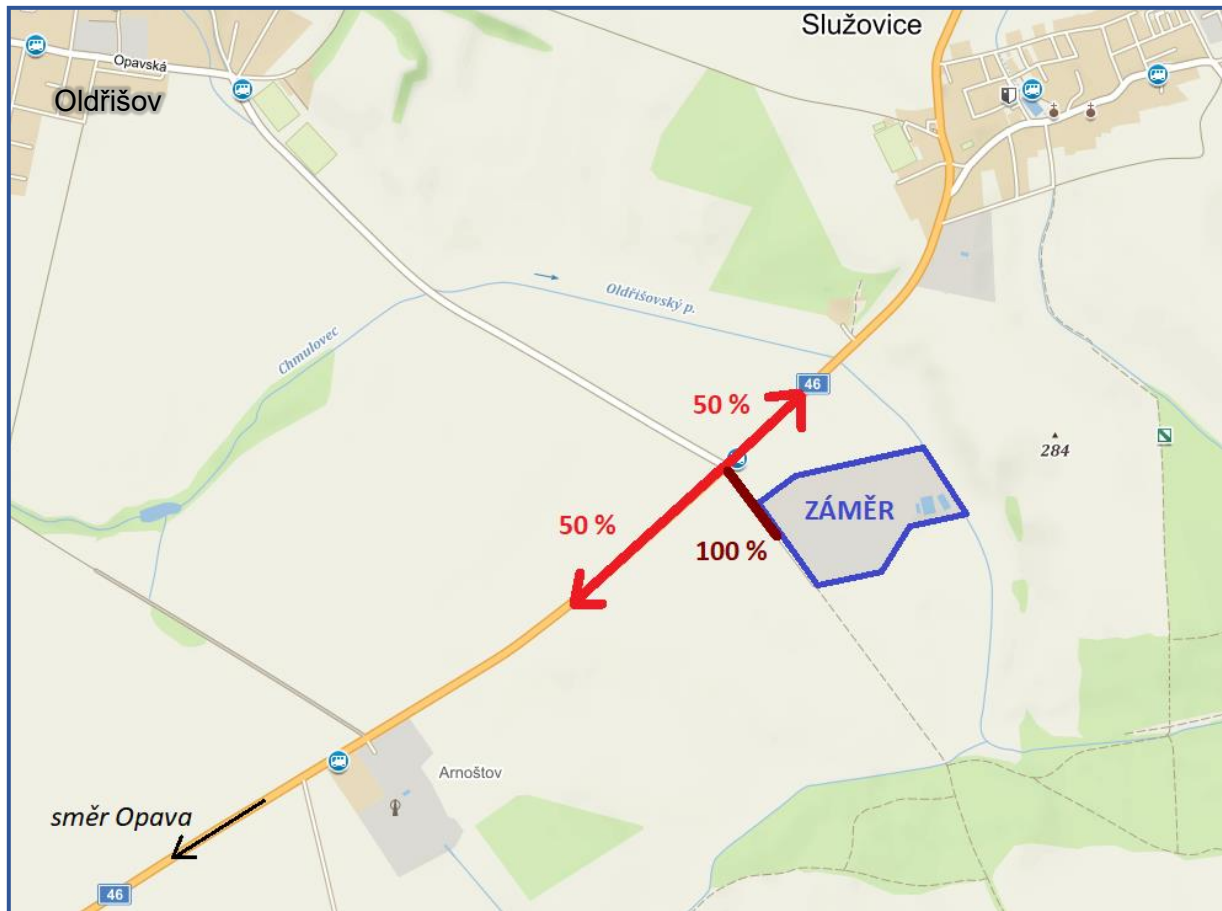 Služovice
Opavská
Oldřišov
Oldřišovský p.
Chmulovec
46
50 %
284
ZÁMĚR
50 %
100 %
Arnoštov
směr Opava
46